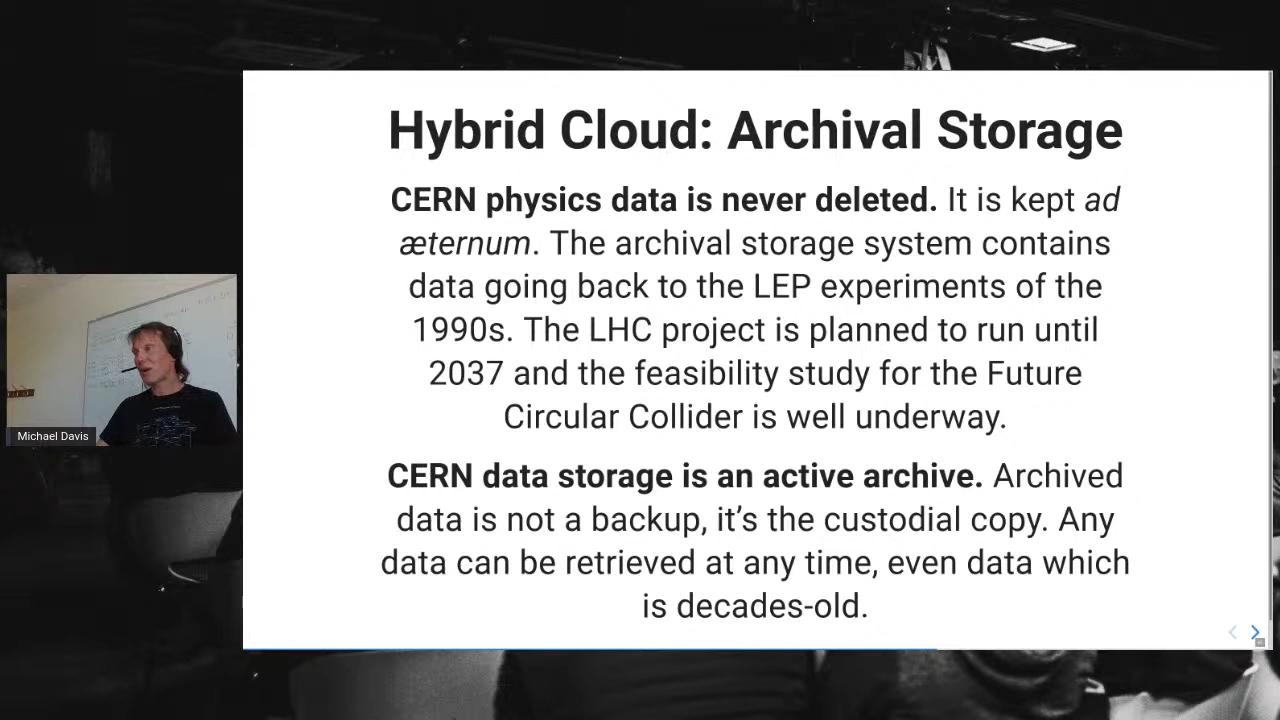 Hybrid Cloud: Archival Storage
CERN physics data is never deleted. It is kept ad
æternum. The archival storage system contains
data going back to the LEP experiments of the
1990s. The LHC project is planned to run until
2037 and the feasibility study for the Future
Circular Collider is well underway.
CERN data storage is an active archive. Archived
data is not a backup, it’s the custodial copy. Any
data can be retrieved at any time, even data which
is decades-old.
Michael Davis